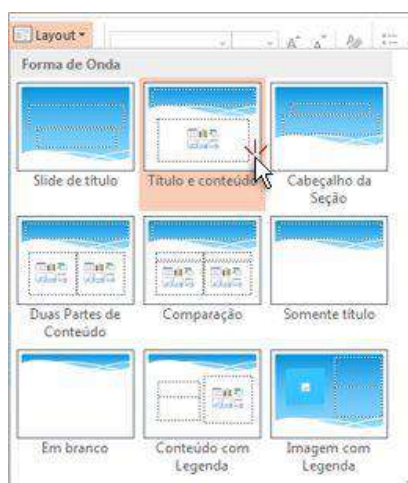 Layout
Forma de Onda
Slide de título
Título e conteúdo
Cabeçalho da
Seção
Duas Partes de
Conteúdo
Comparação
Somente título
Em branco
Conteúdo com
Legenda
Imagem com
Legenda